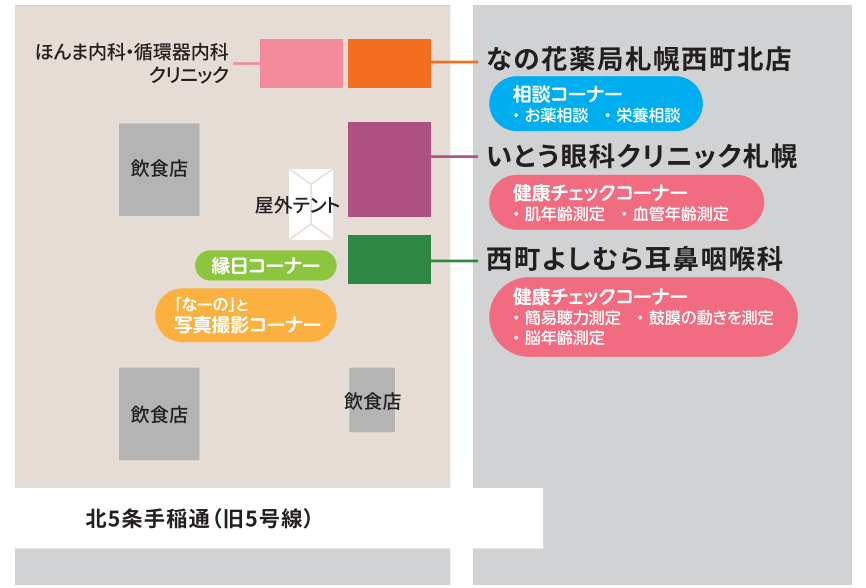 ほんま内科・循環器内科
クリニック
なの花薬局札幌西町北店
相談コーナー
・お薬相談 ・栄養相談
飲食店
いとう眼科クリニック札幌
健康チェックコーナー
・肌年齢測定 ・血管年齢測定
屋外テント
縁日コーナー
西町よしむら耳鼻咽喉科
健康チェックコーナー
・簡易聴力測定 ・鼓膜の動きを測定
・脳年齢測定
「なーの」と
写真撮影コーナー
飲食店
飲食店
北5条手稲通（旧5号線）